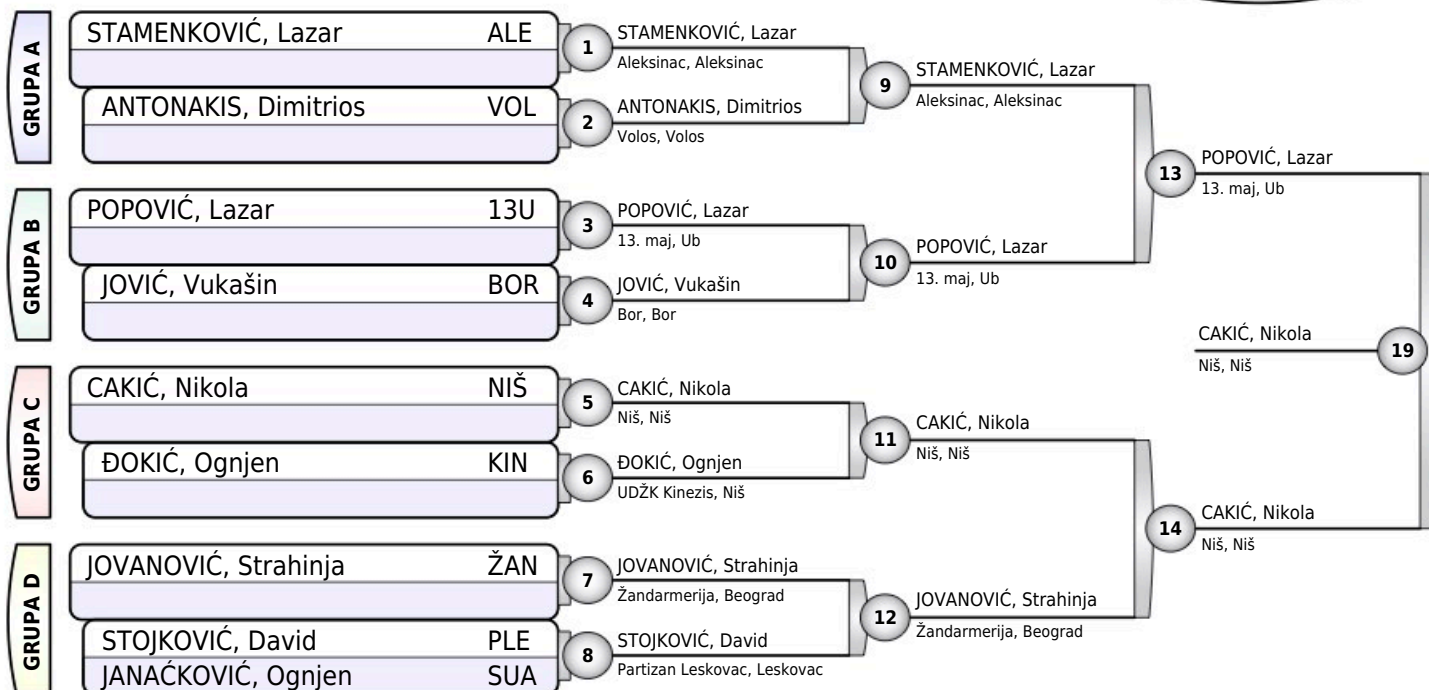 GRUPA A
STAMENKOVIĆ, Lazar ALE
ANTONAKIS, Dimitrios VOL
1
STAMENKOVIĆ, Lazar
Aleksinac, Aleksinac
2
ANTONAKIS, Dimitrios
Volos, Volos
9
STAMENKOVIĆ, Lazar
Aleksinac, Aleksinac
GRUPA B
POPOVIĆ, Lazar 13U
JOVIĆ, Vukašin BOR
3
POPOVIĆ, Lazar
13. maj, Ub
4
JOVIĆ, Vukašin
Bor, Bor
10
POPOVIĆ, Lazar
13. maj, Ub
13
POPOVIĆ, Lazar
13. maj, Ub
GRUPA C
CAKIĆ, Nikola NIŠ
ĐOKIĆ, Ognjen KIN
5
CAKIĆ, Nikola
Niš, Niš
6
ĐOKIĆ, Ognjen
UDŽK Kinezis, Niš
11
CAKIĆ, Nikola
Niš, Niš
GRUPA D
JOVANOVIĆ, Strahinja ŽAN
STOJKOVIĆ, David PLE
JANAĆKOVIĆ, Ognjen SUA
7
JOVANOVIĆ, Strahinja
Žandarmerija, Beograd
8
STOJKOVIĆ, David
Partizan Leskovac, Leskovac
12
JOVANOVIĆ, Strahinja
Žandarmerija, Beograd
14
CAKIĆ, Nikola
Niš, Niš
CAKIĆ, Nikola
Niš, Niš
19